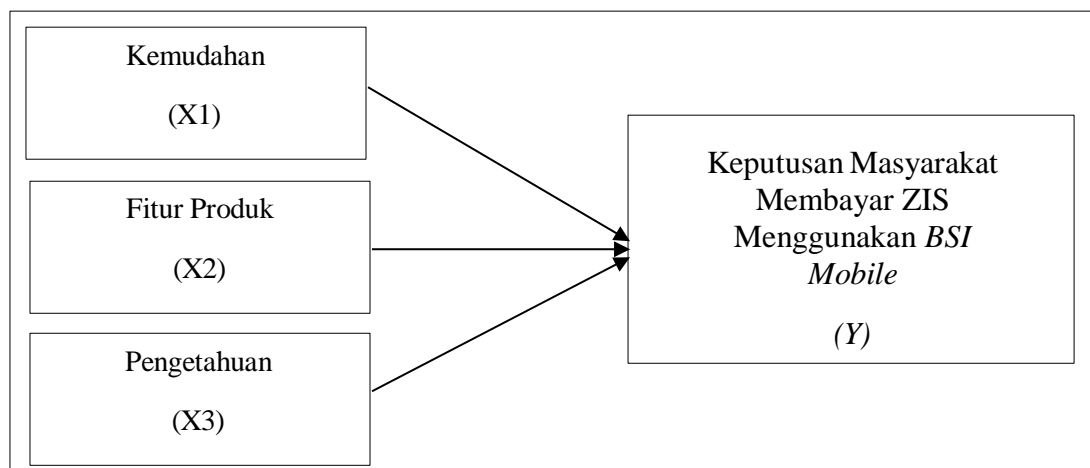 Kemudahan
(X1)
Fitur Produk
(X2)
Pengetahuan
(X3)
Keputusan Masyarakat
Membayar ZIS
Menggunakan BSI
Mobile
(Y)